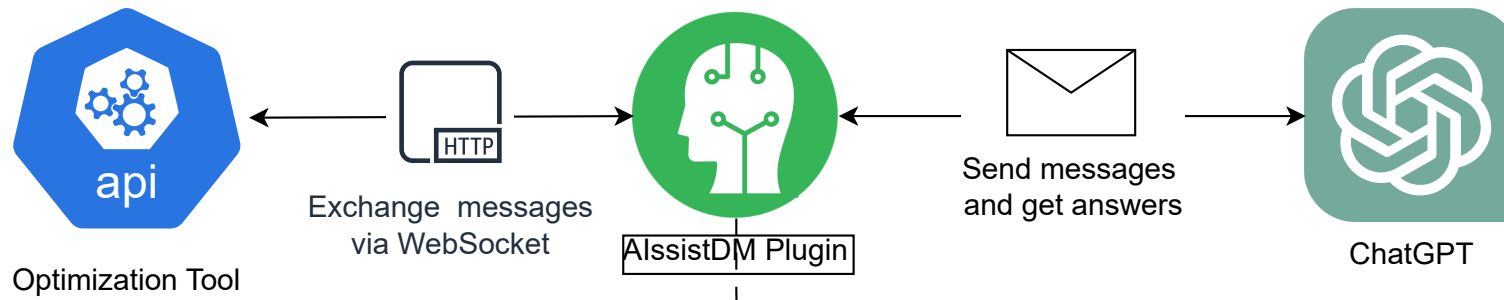 api
HTTP
Exchange messages
via WebSocket
Optimization Tool
AIssistDM Plugin
Send messages
and get answers
ChatGPT